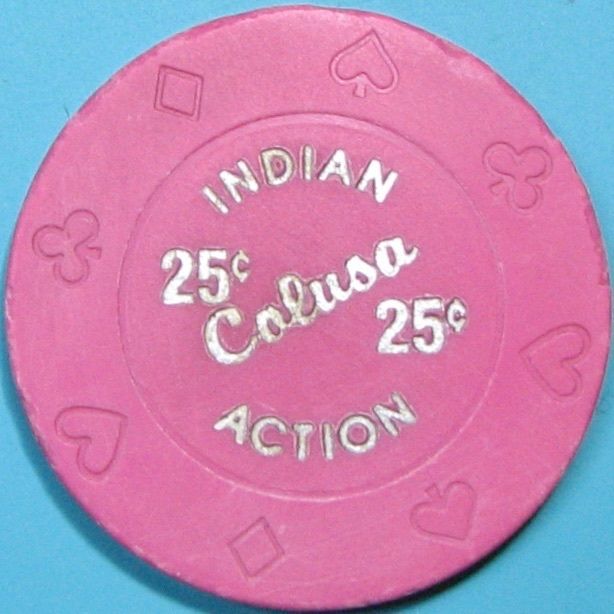 INDIAN
25¢
Colusa
25¢
ACTION